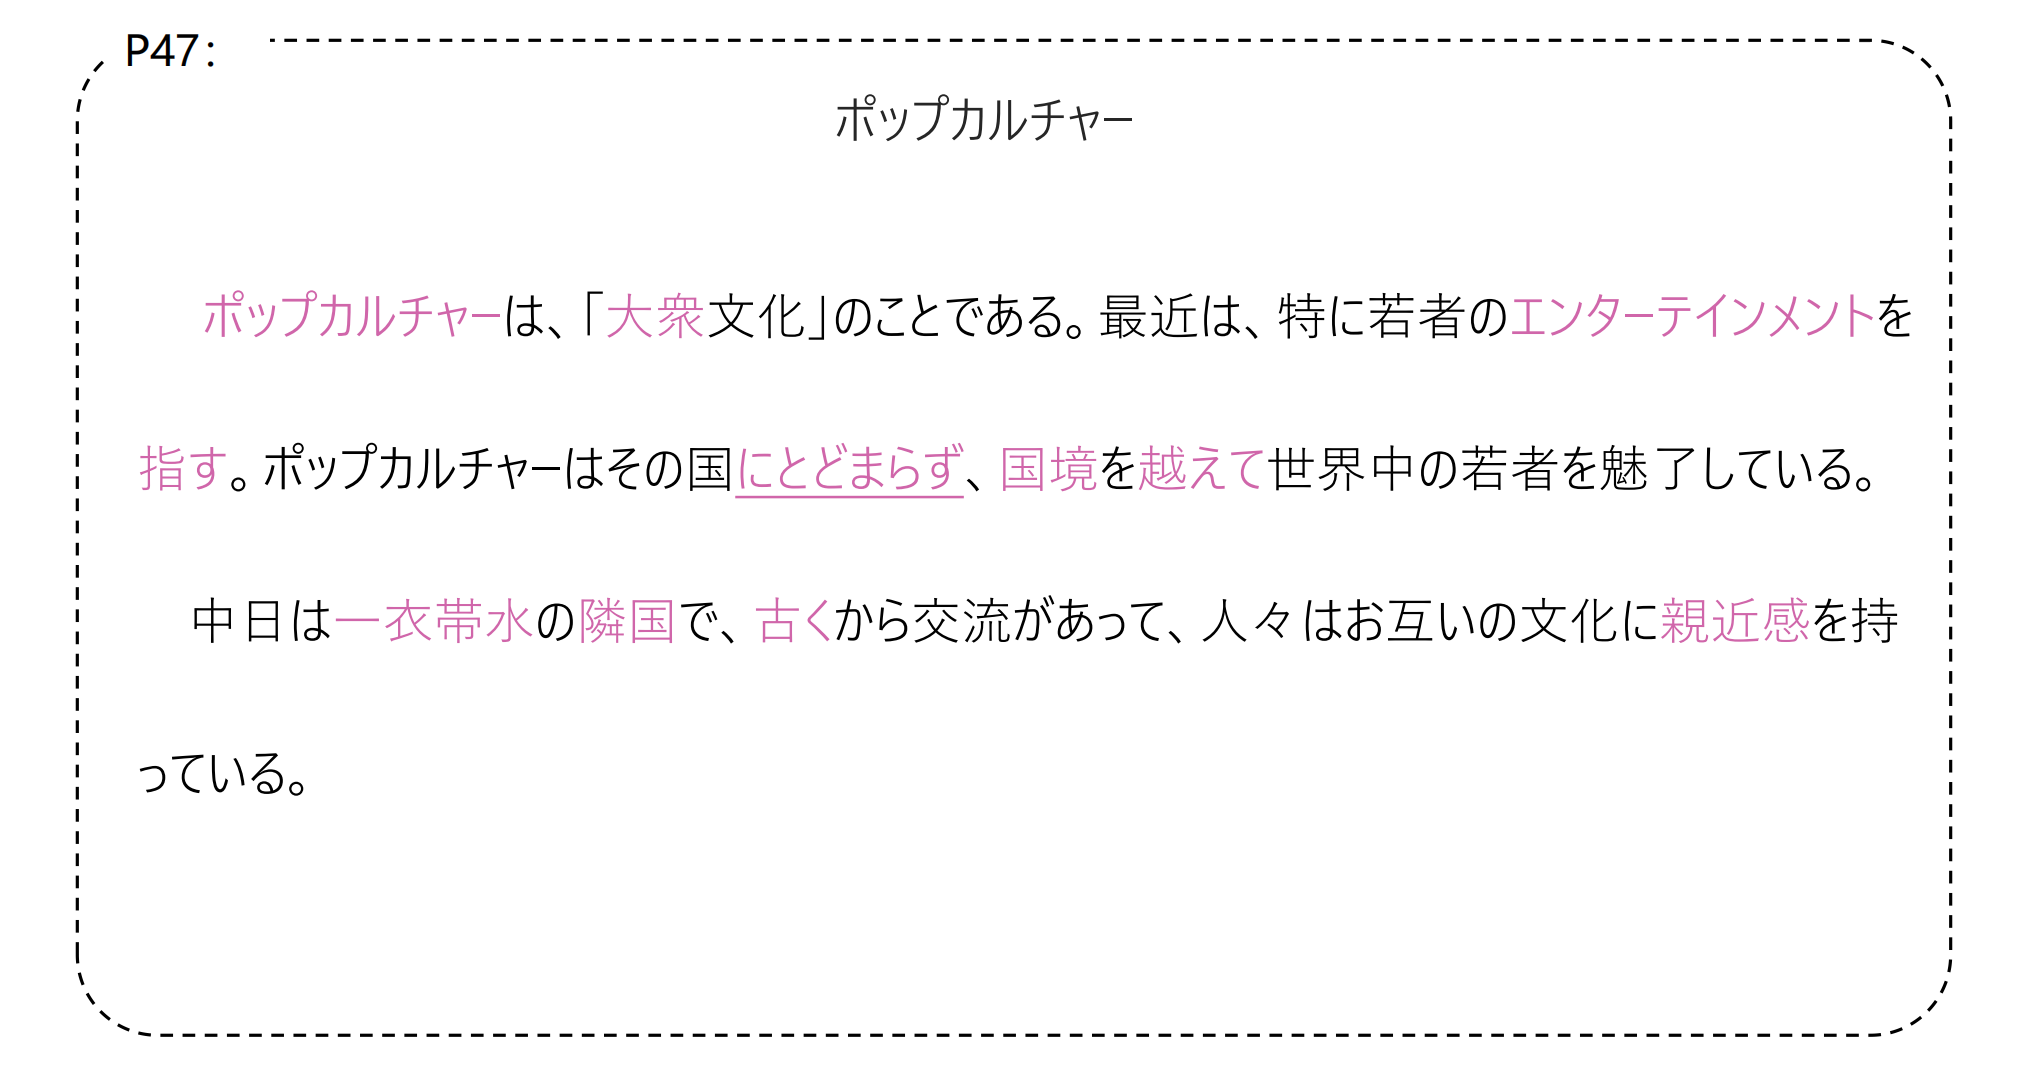 P47：
ポップカルチャー
ポップカルチャーは、「大衆文化」のことである。最近は、特に若者のエンターテインメントを
指す。ポップカルチャーはその国にとどまらず、国境を越えて世界中の若者を魅了している。
中日は一衣帯水の隣国で、古くから交流があって、人々はお互いの文化に親近感を持
っている。